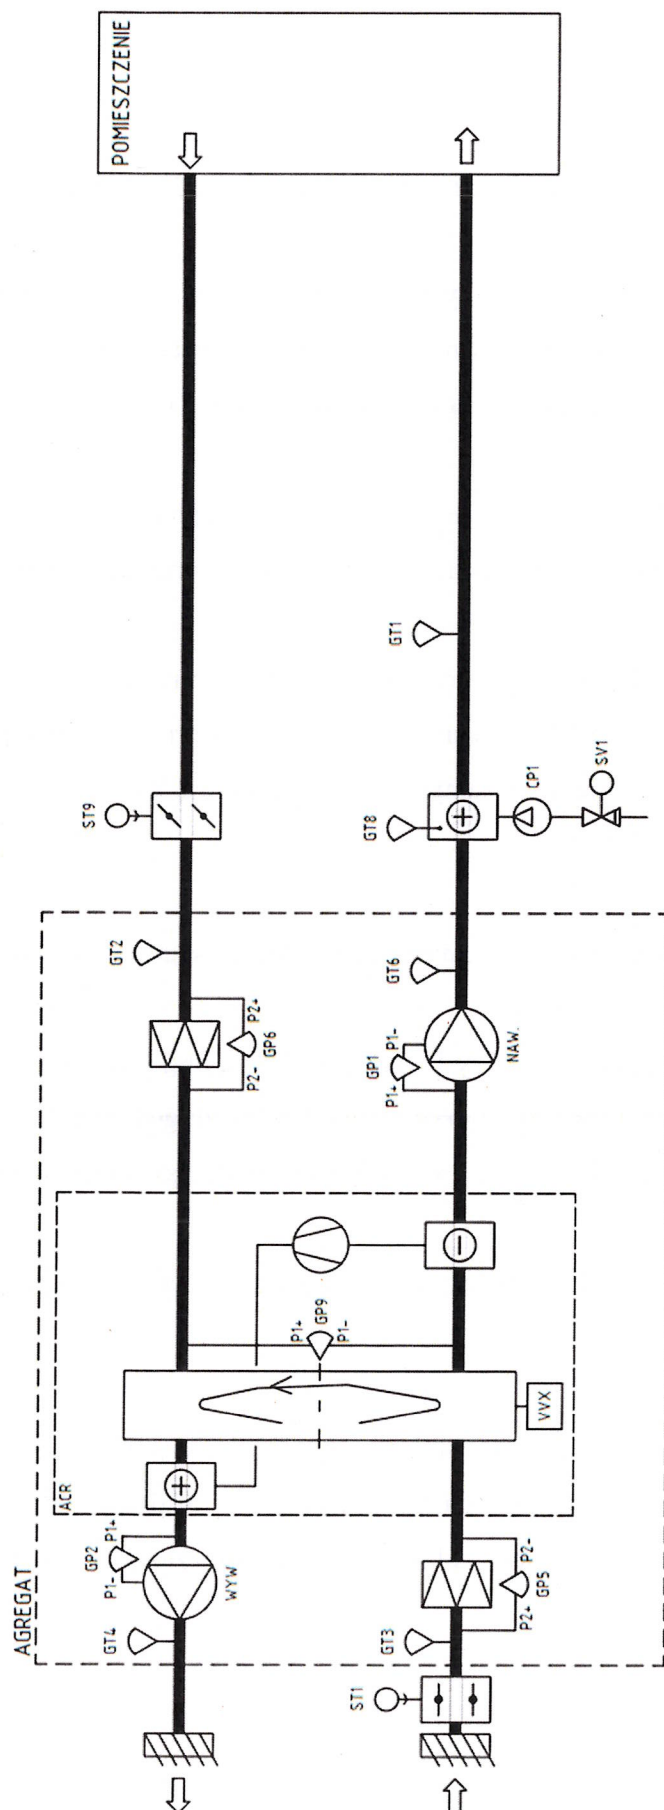 POMIESZCZENIE
GT1
ST9
GT8
CP1
SV1
GT2
GT6
P2+
GP6
P2-
P1-
GP1
P1+
NAW.
P1+
GP9
P1-
VVX
ACR
P1+
GP2
P1-
WYW
AGREGAT
GT4
P2-
GP5
P2+
GT3
ST1